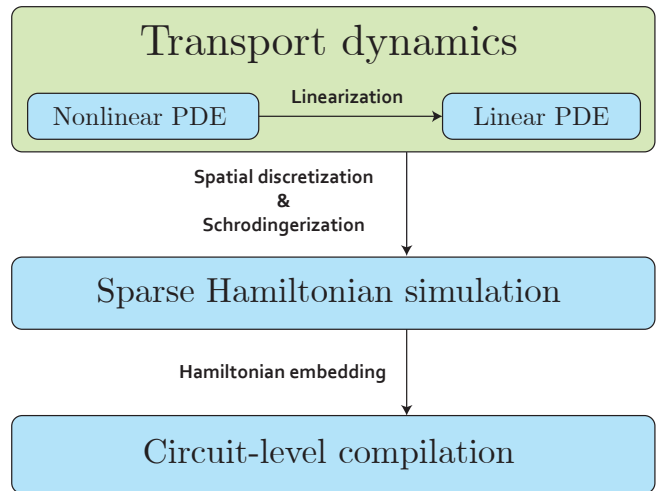 Transport dynamics
Linearization
Nonlinear PDE
Linear PDE
Spatial discretization
&
Schrodingerization
Sparse Hamiltonian simulation
Hamiltonian embedding
Circuit-level compilation